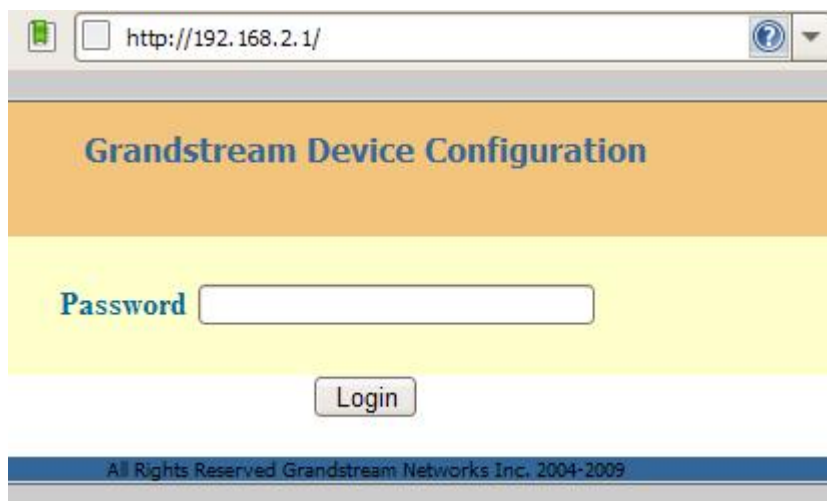 http://192.168.2.1/
Grandstream Device Configuration
Password
Login
All Rights Reserved Grandstream Networks Inc. 2004-2009